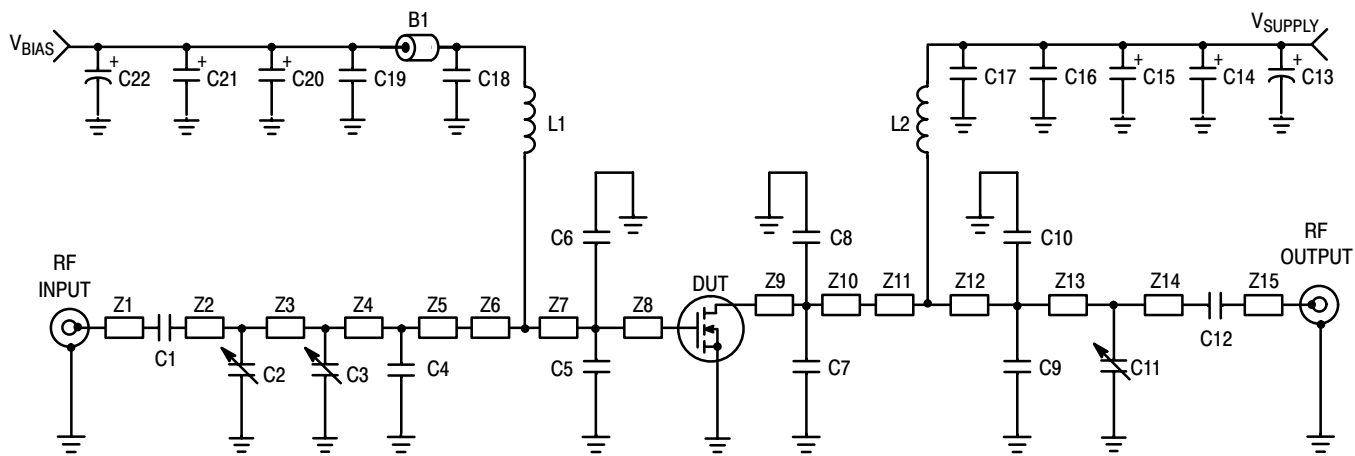 B1
V_BIAS
V_SUPPLY
+ C22
+ C21
+ C20
C19
C18
C17
C16
+ C15
+ C14
+ C13
L1
L2
C6
C8
C10
RF
INPUT
RF
OUTPUT
DUT
Z1
Z2
Z3
Z4
Z5
Z6
Z7
Z8
Z9
Z10
Z11
Z12
Z13
Z14
Z15
C1
C2
C3
C4
C5
C7
C9
C11
C12